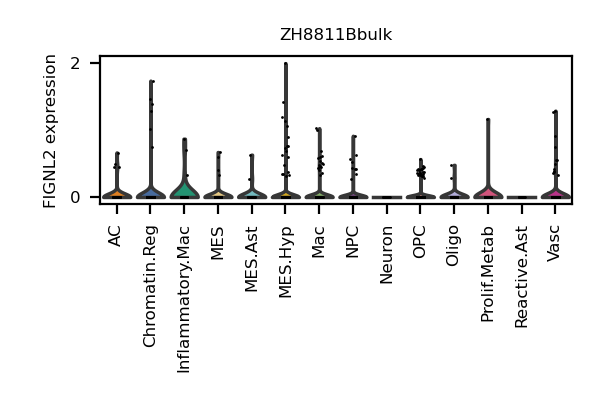 ZH8811Bbulk
FIGNL2 expression
2
0
AC
Chromatin.Reg
Inflammatory.Mac
MES
MES.Ast
MES.Hyp
Mac
NPC
Neuron
OPC
Oligo
Prolif.Metab
Reactive.Ast
Vasc